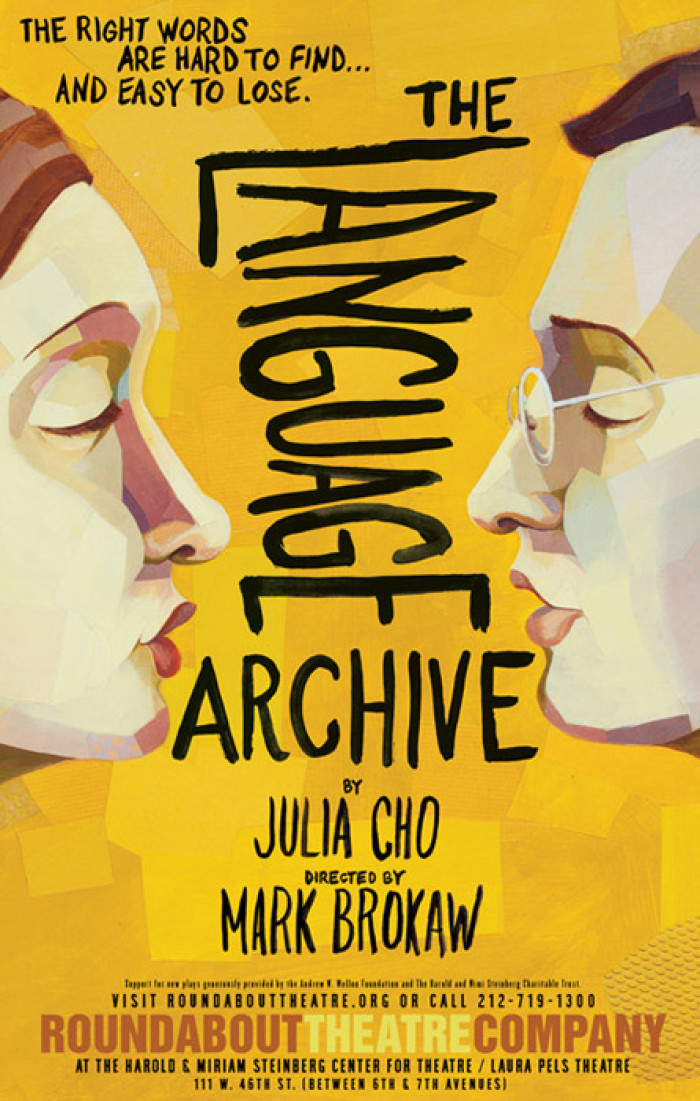 THE RIGHT WORDS
ARE HARD TO FIND...
AND EASY TO LOSE.
THE
LANGUAGE
ARCHIVE
BY
JULIA CHO
DIRECTED BY
MARK BROKAW
Support for new plays generously provided by the Andrew W. Mellon Foundation and The Harold and Mimi Steinberg Charitable Trust.
VISIT ROUNDABOUTTHEATRE.ORG OR CALL 212-719-1300
ROUNDABOUTTHEATRECOMPANY
AT THE HAROLD & MIRIAM STEINBERG CENTER FOR THEATRE / LAURA PELS THEATRE
111 W. 46TH ST. (BETWEEN 6TH & 7TH AVENUES)